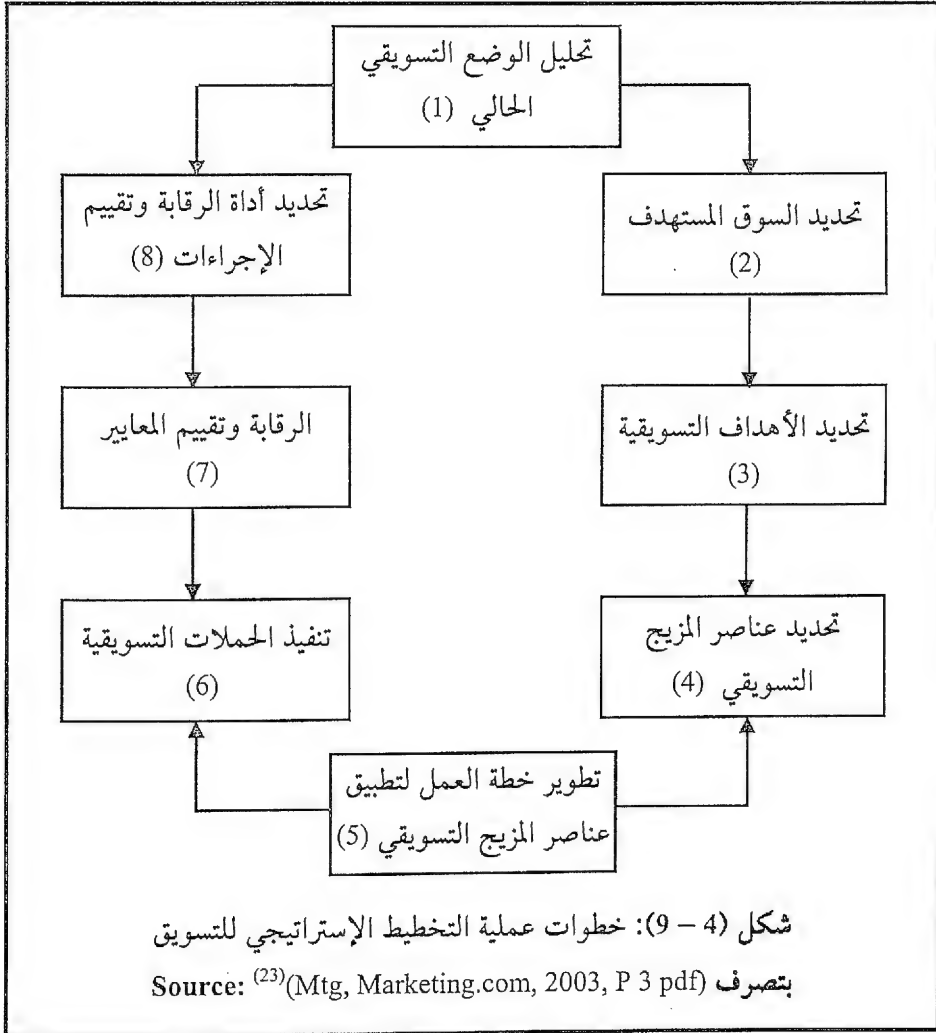 تحليل الوضع التسويقي
الحالي (1)
تحديد السوق المستهدف
(2)
تحديد أداة الرقابة وتقييم
الإجراءات (8)
تحديد الأهداف التسويقية
(3)
الرقابة وتقييم المعايير
(7)
تحديد عناصر المزيج
التسويقي (4)
تنفيذ الحملات التسويقية
(6)
تطوير خطة العمل لتطبيق
عناصر المزيج التسويقي (5)
شكل (4 – 9): خطوات عملية التخطيط الإستراتيجي للتسويق
بتصرف Source: (23)(Mtg, Marketing.com, 2003, P 3 pdf)